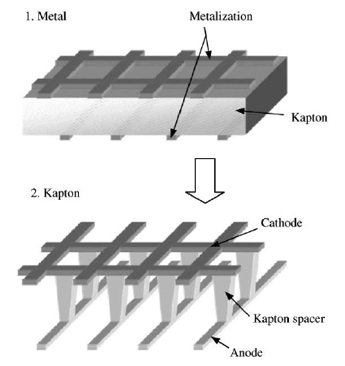 1. Metal
Metalization
Kapton
2. Kapton
Cathode
Kapton spacer
Anode